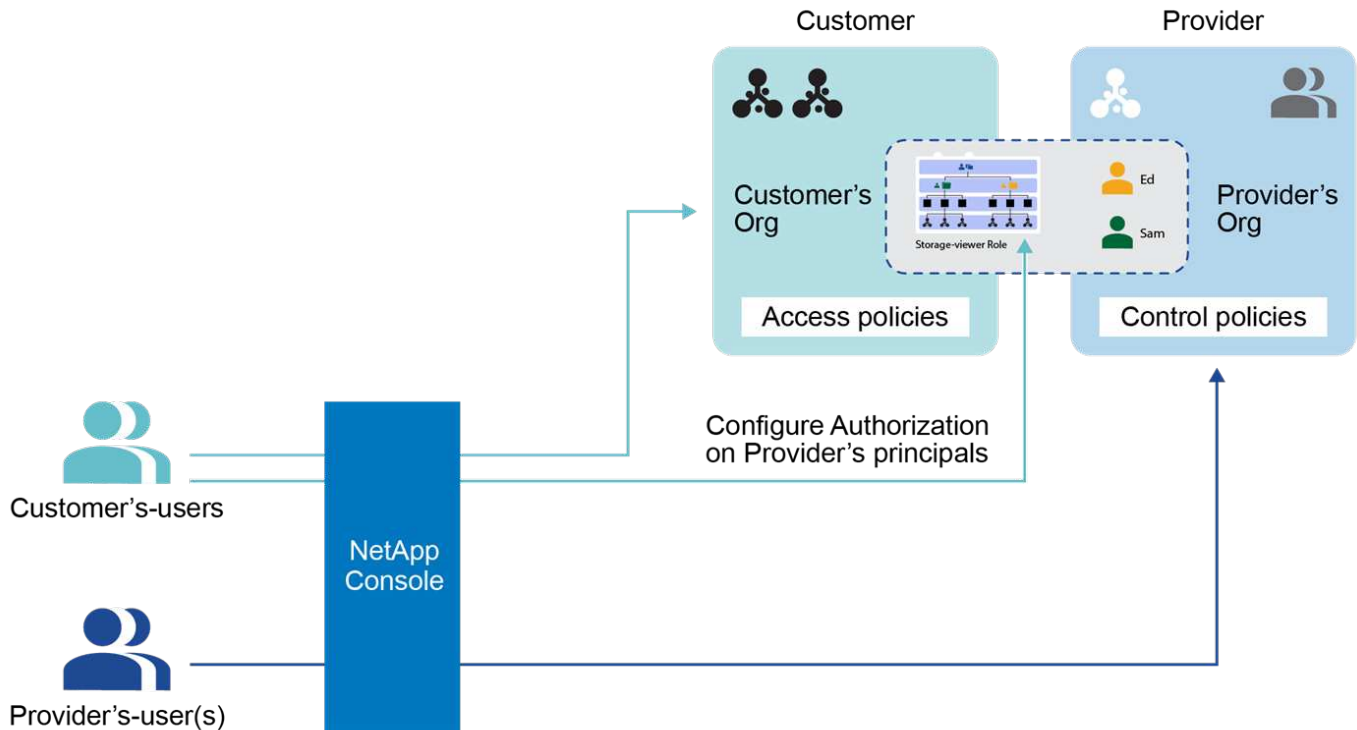 Customer
Provider
Customer's
Org
Storage-viewer Role
Ed
Sam
Provider's
Org
Access policies
Control policies
Configure Authorization
on Provider's principals
Customer's-users
NetApp
Console
Provider's-user(s)